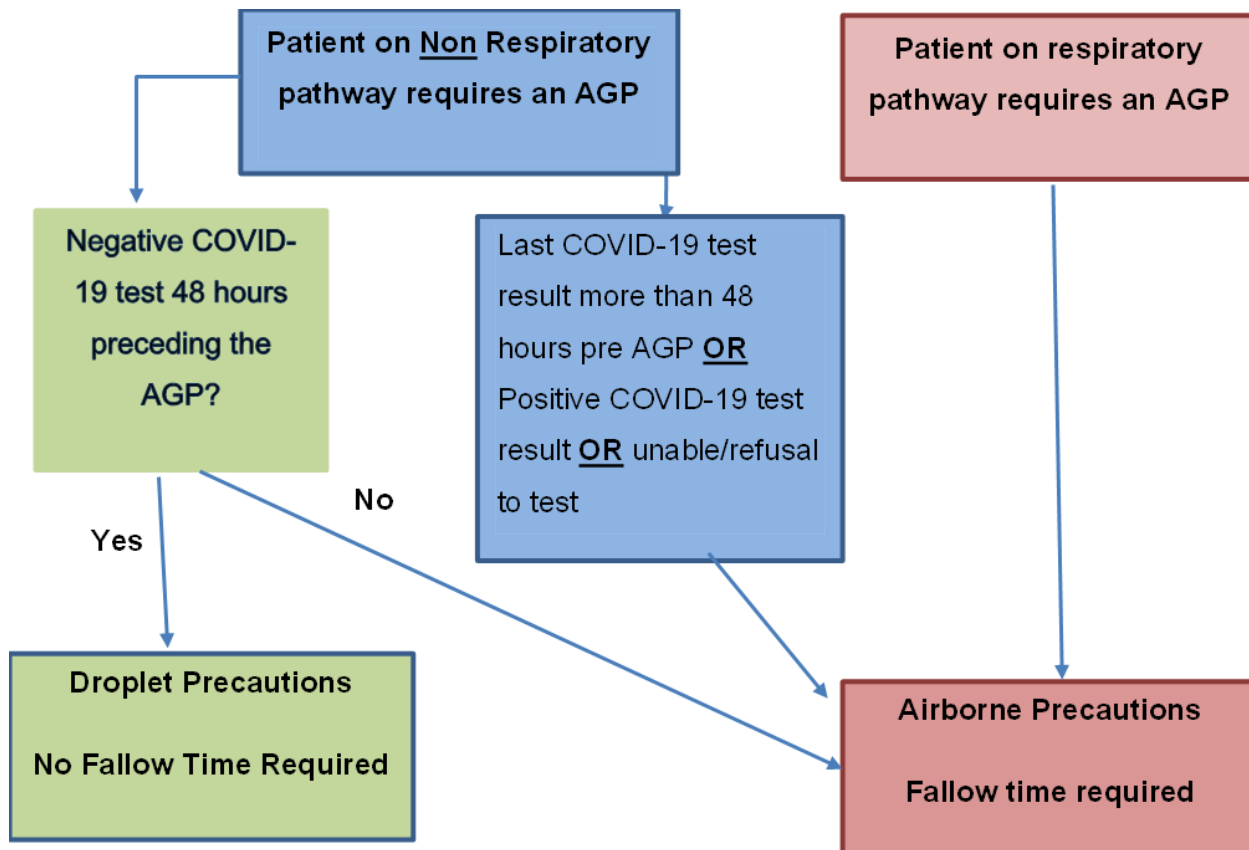 Patient on Non Respiratory
pathway requires an AGP
Patient on respiratory
pathway requires an AGP
Negative COVID-
19 test 48 hours
preceding the
AGP?
Last COVID-19 test
result more than 48
hours pre AGP OR
Positive COVID-19 test
result OR unable/refusal
to test
No
Yes
Droplet Precautions
No Fallow Time Required
Airborne Precautions
Fallow time required